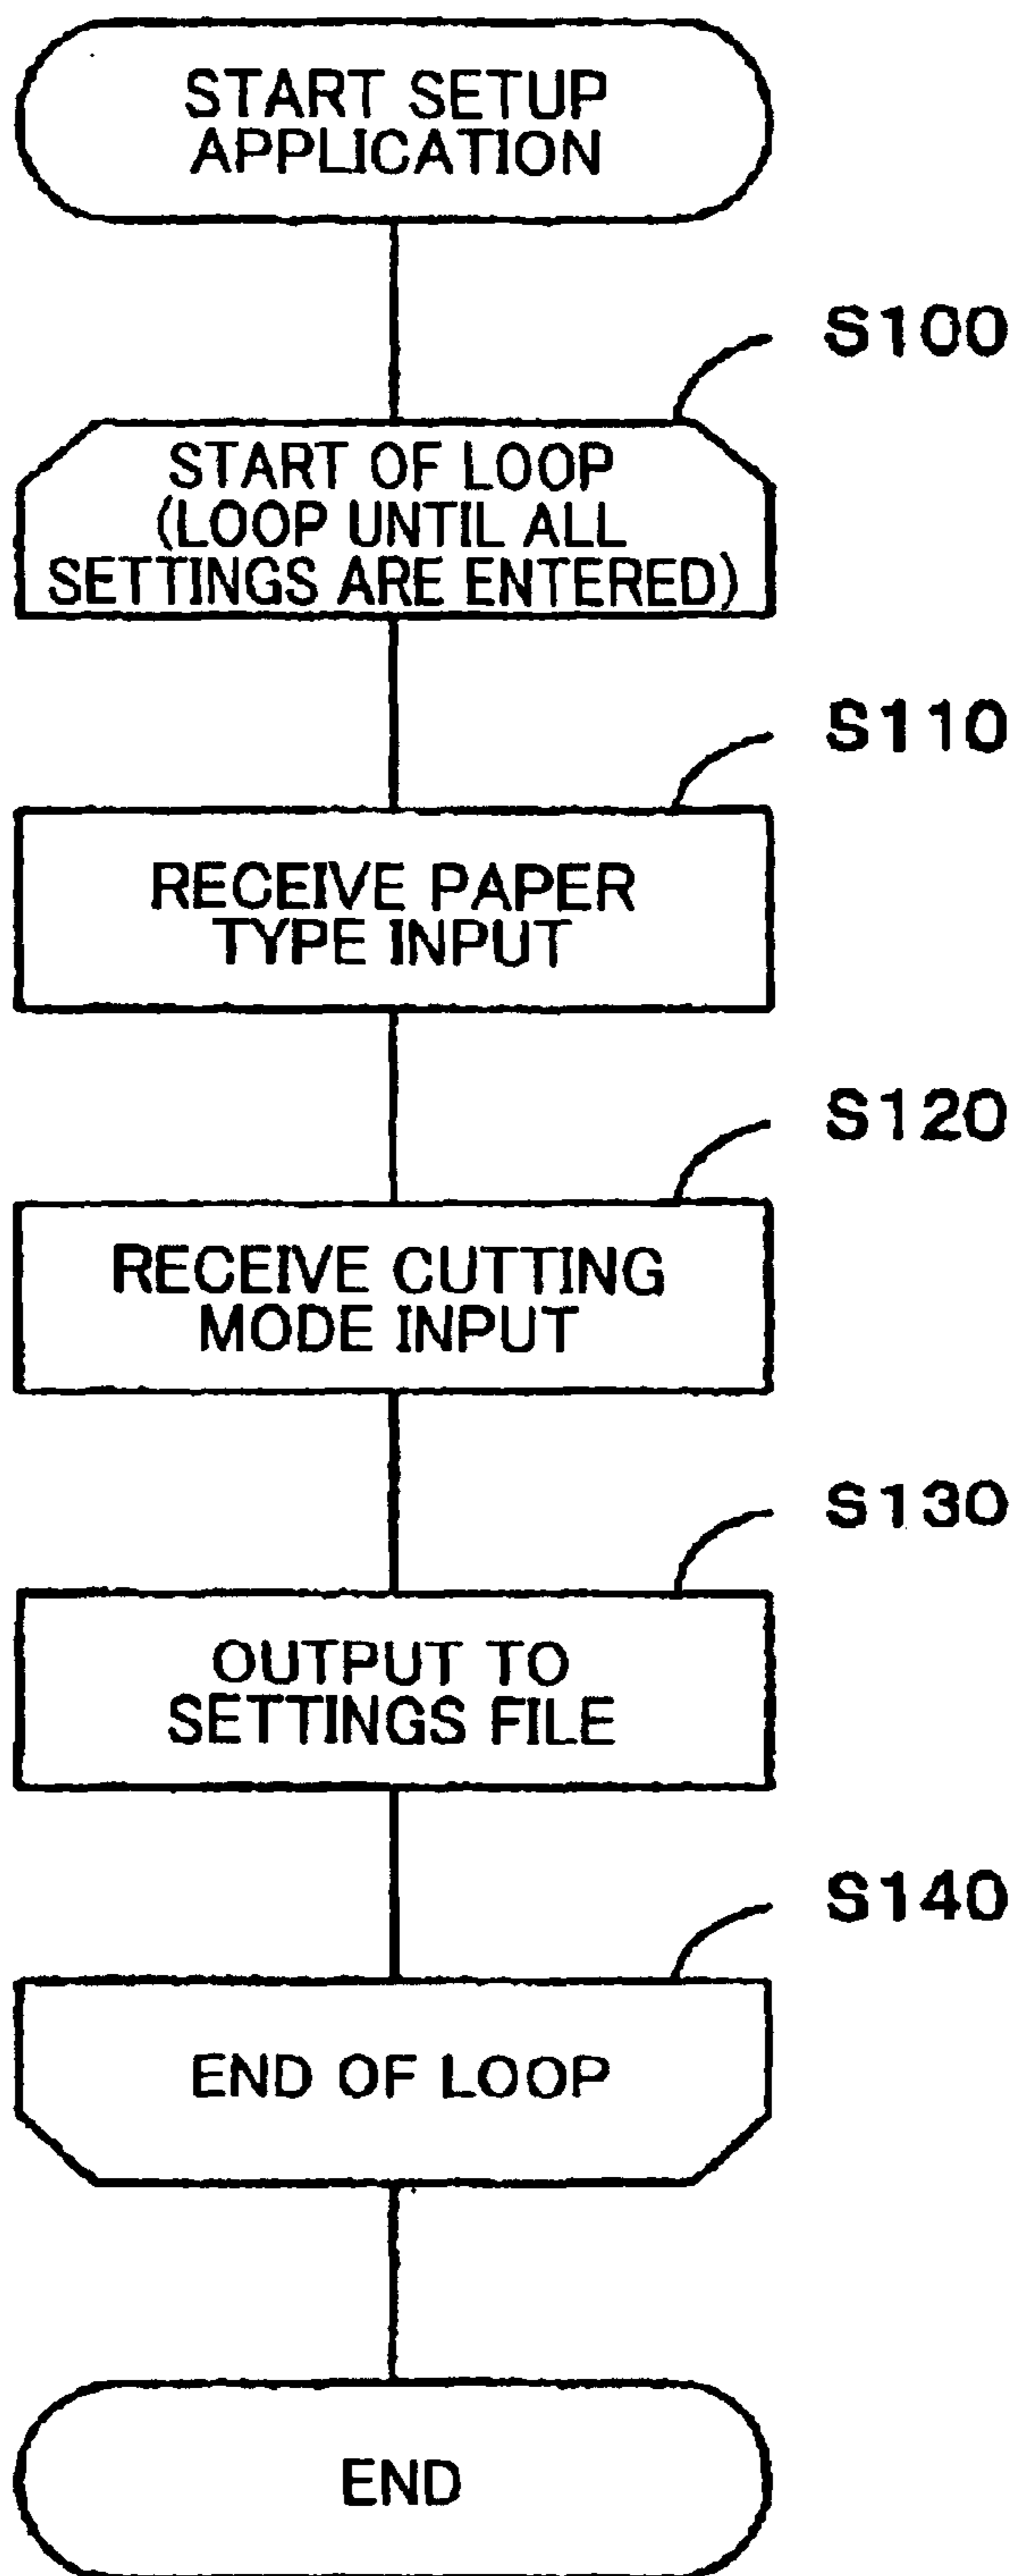 START SETUP
APPLICATION
S100
START OF LOOP
(LOOP UNTIL ALL
SETTINGS ARE ENTERED)
S110
RECEIVE PAPER
TYPE INPUT
S120
RECEIVE CUTTING
MODE INPUT
S130
OUTPUT TO
SETTINGS FILE
S140
END OF LOOP
END